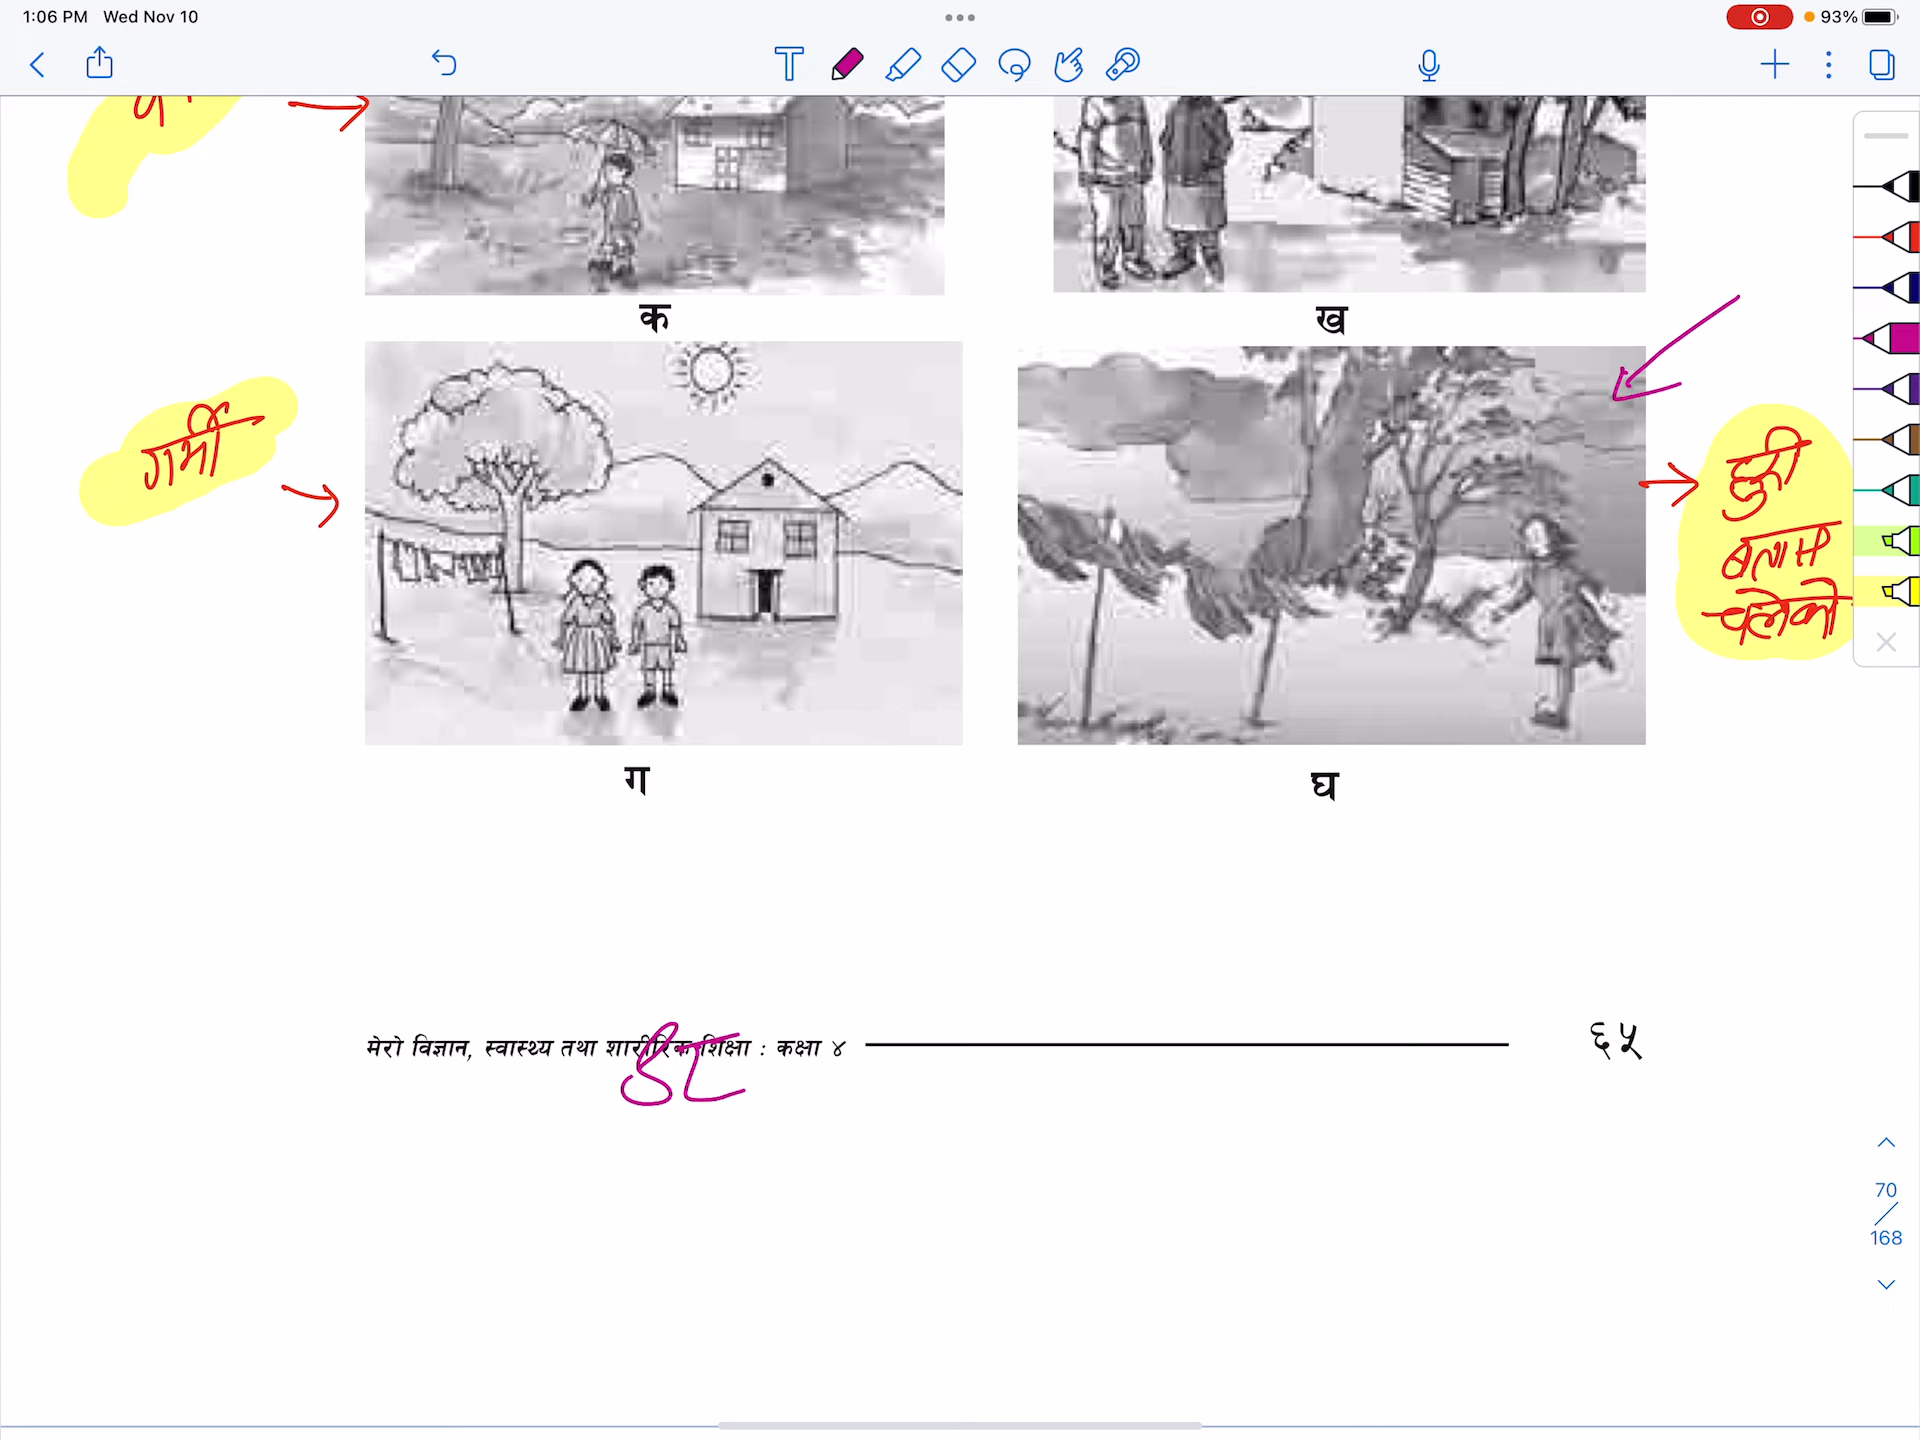 1:06 PM Wed Nov 10
93%
T
क
ख
गर्मी
हुरी
बतास
चलेको
ग
घ
मेरो विज्ञान, स्वास्थ्य तथा शारीरिक शिक्षा : कक्षा ४
६५
70
168